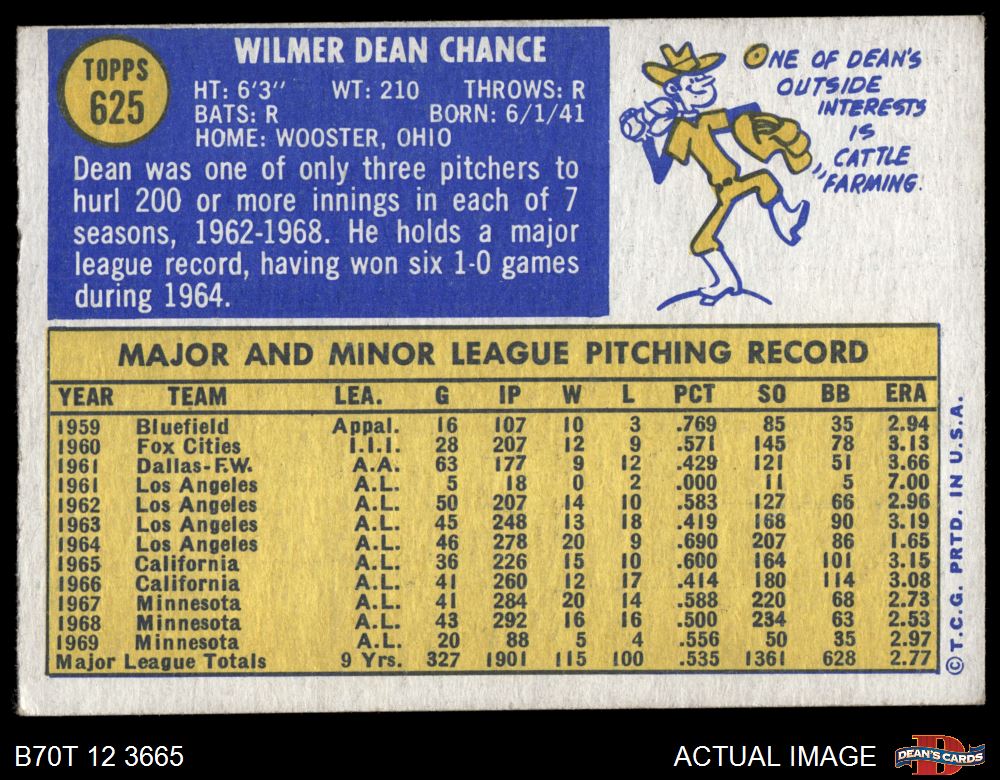 TOPPS
625
WILMER DEAN CHANCE
HT: 6'3" WT: 210 THROWS: R
BATS: R BORN: 6/1/41
HOME: WOOSTER, OHIO
Dean was one of only three pitchers to
hurl 200 or more innings in each of 7
seasons, 1962-1968. He holds a major
league record, having won six 1-0 games
during 1964.
ONE OF DEAN'S
OUTSIDE
INTERESTS
IS
CATTLE
FARMING.
MAJOR AND MINOR LEAGUE PITCHING RECORD
YEAR TEAM LEA. G IP W L PCT SO BB ERA
1959 Bluefield Appal. 16 107 10 3 .769 85 35 2.94
1960 Fox Cities I.I.I. 28 207 12 9 .571 145 78 3.13
1961 Dallas-F.W. A.A. 63 177 9 12 .429 121 51 3.66
1961 Los Angeles A.L. 5 18 0 2 .000 11 5 7.00
1962 Los Angeles A.L. 50 207 14 10 .583 127 66 2.96
1963 Los Angeles A.L. 45 248 13 18 .419 168 90 3.19
1964 Los Angeles A.L. 46 278 20 9 .690 207 86 1.65
1965 California A.L. 36 226 15 10 .600 164 101 3.15
1966 California A.L. 41 260 12 17 .414 180 114 3.08
1967 Minnesota A.L. 41 284 20 14 .588 220 68 2.73
1968 Minnesota A.L. 43 292 16 16 .500 234 63 2.53
1969 Minnesota A.L. 20 88 5 4 .556 50 35 2.97
Major League Totals 9 Yrs. 327 1901 115 100 .535 1361 628 2.77
© T.C.G. PRTD. IN U.S.A.
B70T 12 3665
ACTUAL IMAGE
D
DEAN'S CARDS